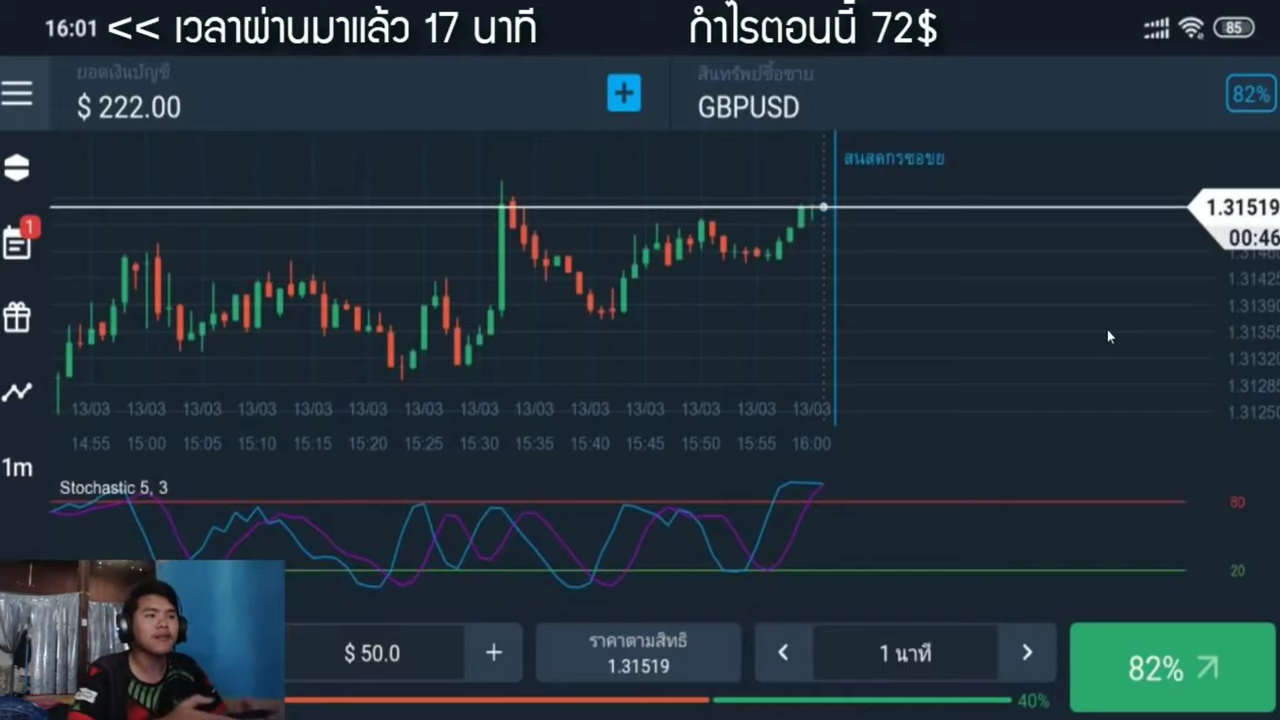 16:01 << เวลาผ่านมาแล้ว 17 นาที กำไรตอนนี้ 72$ 85
ยอดเงินบัญชี สินทรัพย์ซื้อขาย
$ 222.00 + GBPUSD 82%
สนสดกรซอขย
1.31519
1
00:46
1.31460
1.31425
1.31390
1.31355
1.31320
1.31285
1.31250
13/03 13/03 13/03 13/03 13/03 13/03 13/03 13/03 13/03 13/03 13/03 13/03 13/03 13/03
14:55 15:00 15:05 15:10 15:15 15:20 15:25 15:30 15:35 15:40 15:45 15:50 15:55 16:00
1m
Stochastic 5, 3
80
20
$ 50.0 + ราคาตามสิทธิ < 1 นาที > 82%
1.31519
40%